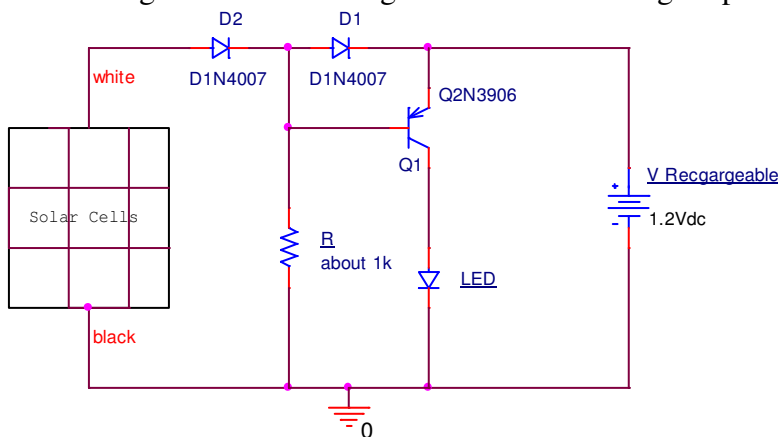 D2
D1
white
D1N4007
D1N4007
Q2N3906
Q1
V Recgargeable
1.2Vdc
Solar Cells
R
about 1k
LED
black
0